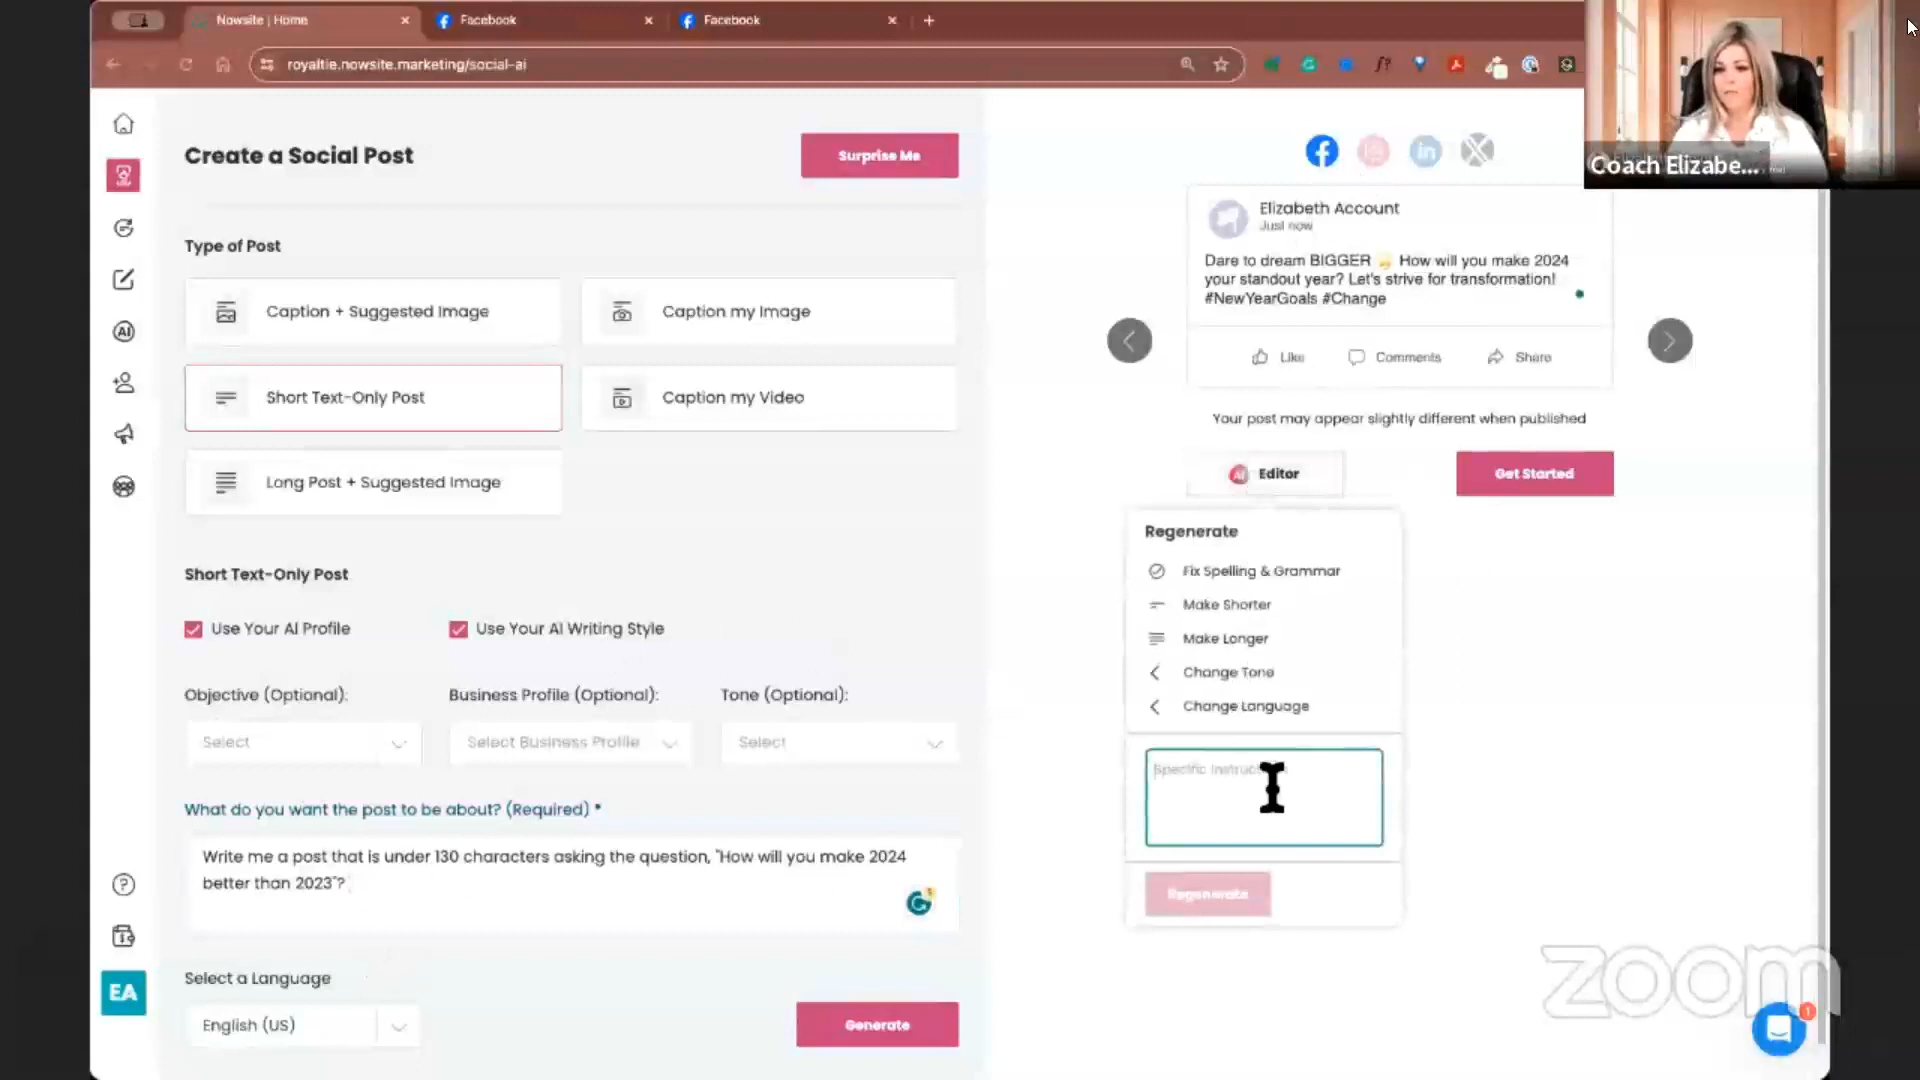 Nowsite | Home
Facebook
Facebook
royaltie.nowsite.marketing/social-ai
Coach Elizabe...
Create a Social Post
Surprise Me
Type of Post
Caption + Suggested Image
Caption my Image
Short Text-Only Post
Caption my Video
Long Post + Suggested Image
Short Text-Only Post
Use Your AI Profile
Use Your AI Writing Style
Objective (Optional):
Business Profile (Optional):
Tone (Optional):
Select
Select Business Profile
Select
What do you want the post to be about? (Required) *
Write me a post that is under 130 characters asking the question, "How will you make 2024
better than 2023"?
Select a Language
English (US)
Generate
EA
AI
Elizabeth Account
Just now
Dare to dream BIGGER How will you make 2024
your standout year? Let's strive for transformation!
#NewYearGoals #Change
Like
Comments
Share
Your post may appear slightly different when published
AI Editor
Get Started
Regenerate
Fix Spelling & Grammar
Make Shorter
Make Longer
Change Tone
Change Language
Specific
Regenerate
zoom
1